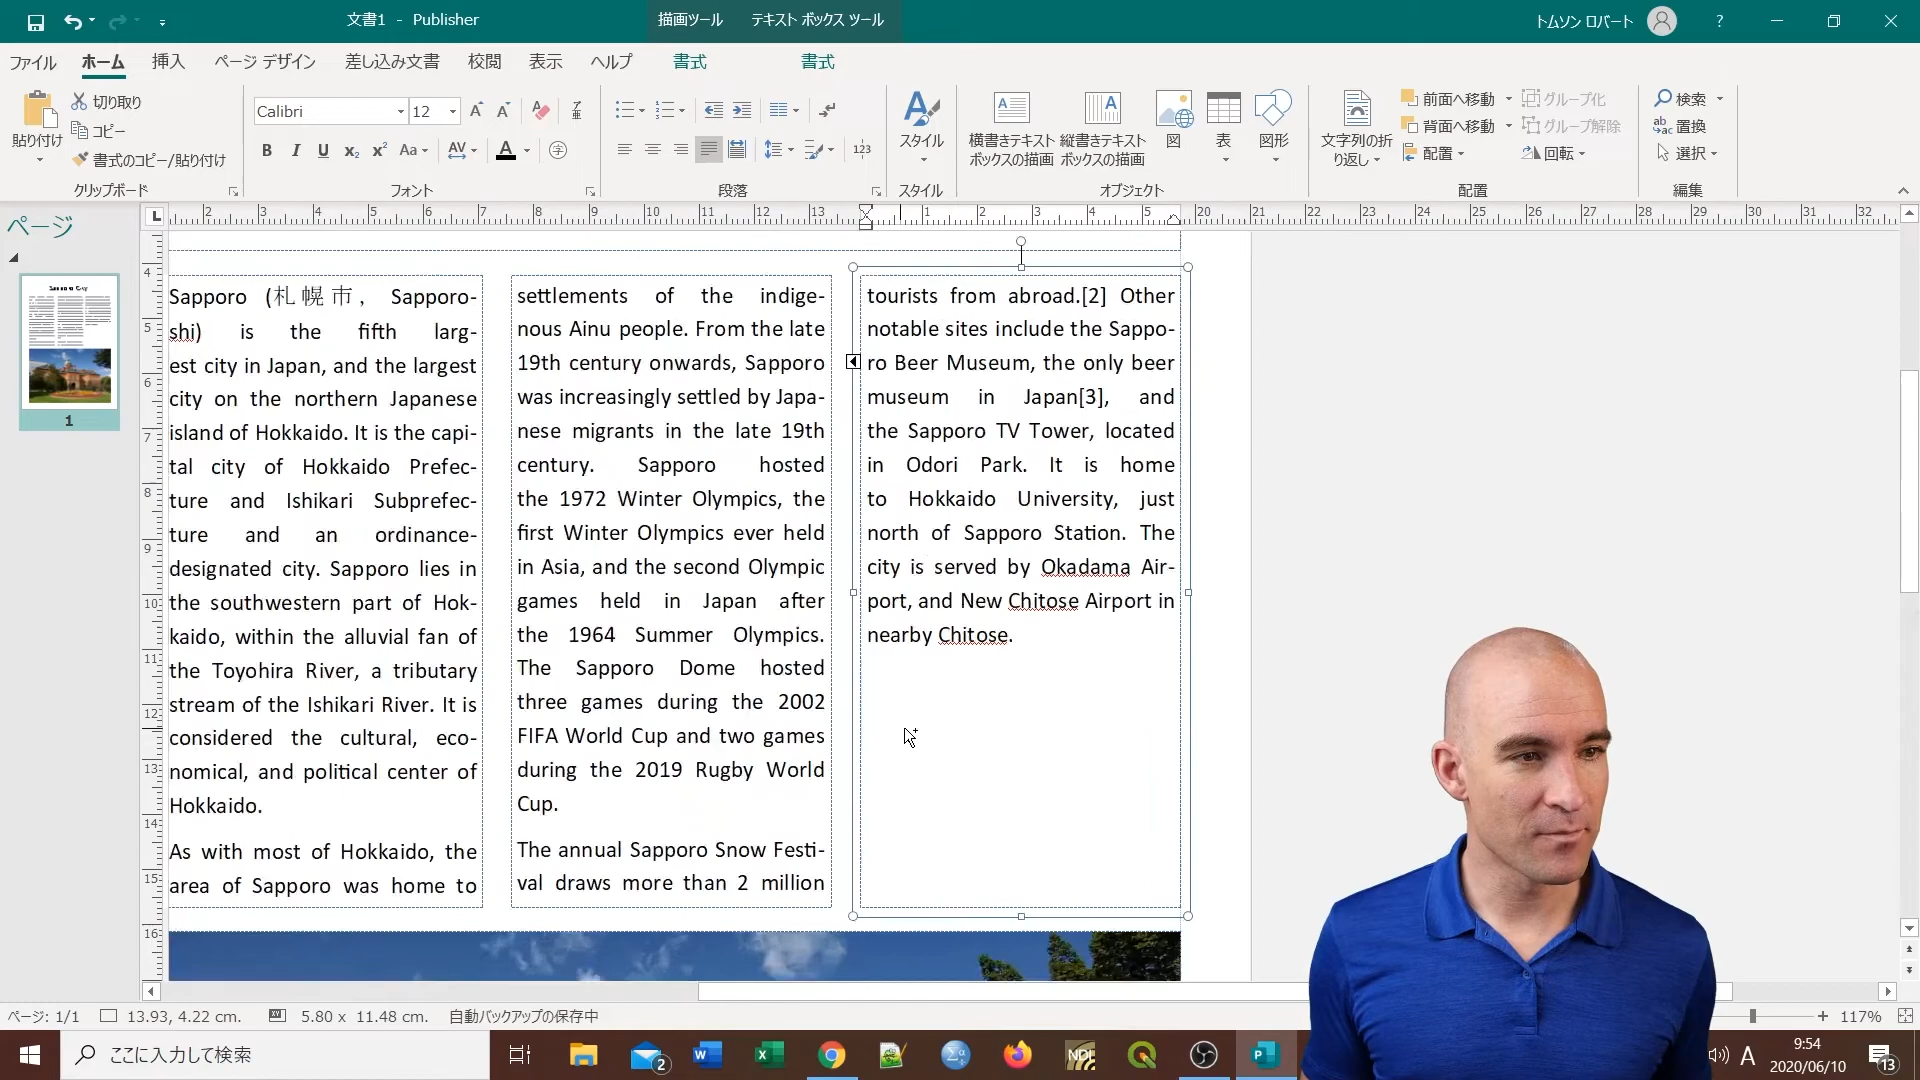 文書1 - Publisher
描画ツール
テキスト ボックス ツール
トムソン ロバート
?
ファイル
ホーム
挿入
ページ デザイン
差し込み文書
校閲
表示
ヘルプ
書式
書式
貼り付け
切り取り
コピー
書式のコピー/貼り付け
クリップボード
Calibri
12
フォント
段落
123
スタイル
スタイル
横書きテキスト
ボックスの描画
縦書きテキスト
ボックスの描画
図
表
図形
オブジェクト
文字列の折
り返し
前面へ移動
背面へ移動
配置
グループ化
グループ解除
回転
配置
検索
置換
選択
編集
ページ
1
Sapporo (札幌市, Sapporo-
shi) is the fifth larg-
est city in Japan, and the largest
city on the northern Japanese
island of Hokkaido. It is the capi-
tal city of Hokkaido Prefec-
ture and Ishikari Subprefec-
ture and an ordinance-
designated city. Sapporo lies in
the southwestern part of Hok-
kaido, within the alluvial fan of
the Toyohira River, a tributary
stream of the Ishikari River. It is
considered the cultural, eco-
nomical, and political center of
Hokkaido.
As with most of Hokkaido, the
area of Sapporo was home to
settlements of the indige-
nous Ainu people. From the late
19th century onwards, Sapporo
was increasingly settled by Japa-
nese migrants in the late 19th
century. Sapporo hosted
the 1972 Winter Olympics, the
first Winter Olympics ever held
in Asia, and the second Olympic
games held in Japan after
the 1964 Summer Olympics.
The Sapporo Dome hosted
three games during the 2002
FIFA World Cup and two games
during the 2019 Rugby World
Cup.
The annual Sapporo Snow Festi-
val draws more than 2 million
tourists from abroad.[2] Other
notable sites include the Sappo-
ro Beer Museum, the only beer
museum in Japan[3], and
the Sapporo TV Tower, located
in Odori Park. It is home
to Hokkaido University, just
north of Sapporo Station. The
city is served by Okadama Air-
port, and New Chitose Airport in
nearby Chitose.
ページ: 1/1
13.93, 4.22 cm.
5.80 x 11.48 cm.
自動バックアップの保存中
117%
ここに入力して検索
A
9:54
2020/06/10
13